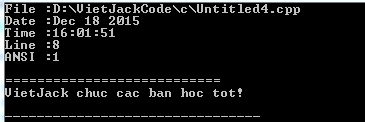 File :D:\VietJackCode\c\Untitled4.cpp
Date :Dec 18 2015
Time :16:01:51
Line :8
ANSI :1
===========================
VietJack chuc cac ban hoc tot!
--------------------------------